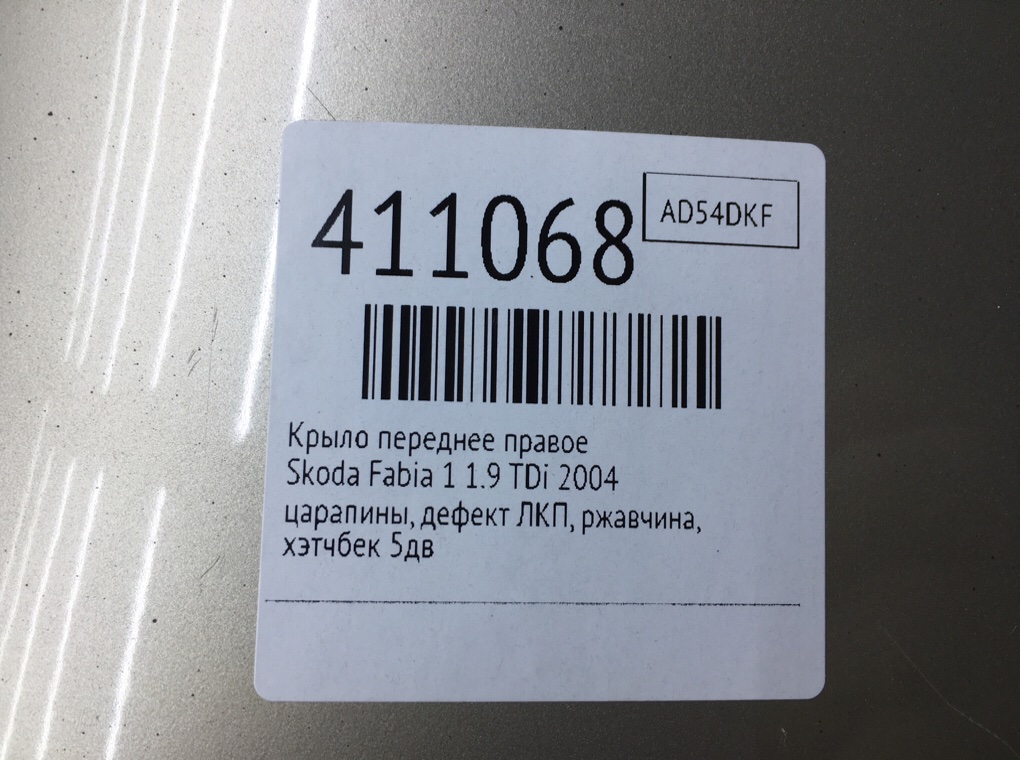 411068
AD54DKF
Крыло переднее правое
Skoda Fabia 1 1.9 TDi 2004
царапины, дефект ЛКП, ржавчина,
хэтчбек 5дв